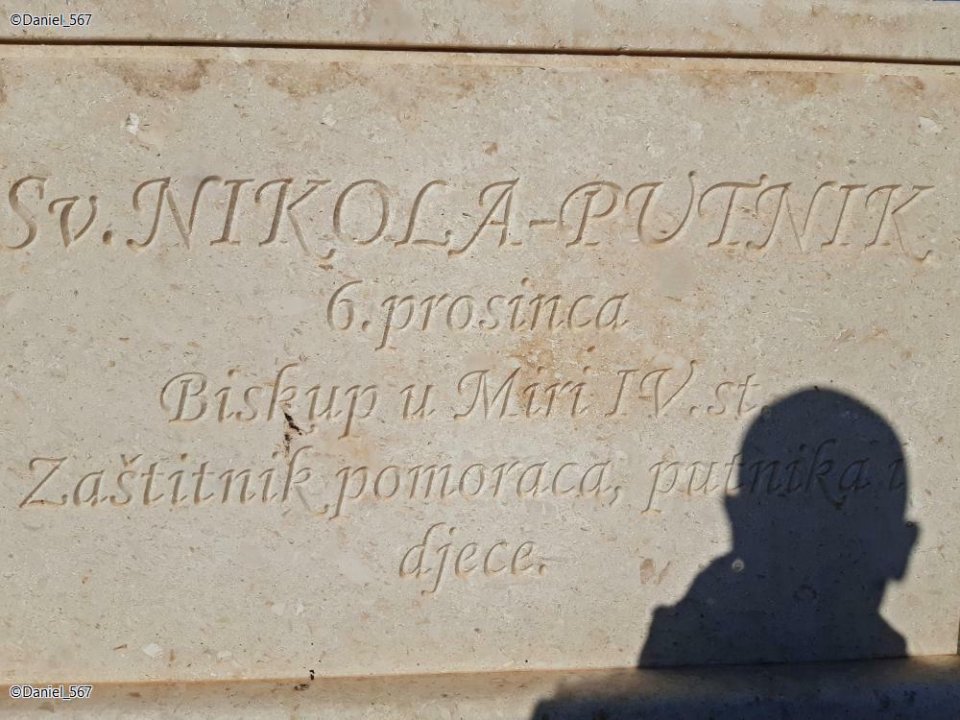 ©Daniel_567
Sv. NIKOLA-PUTNIK
6. prosinca
Biskup u Miri IV. st.
Zaštitnik pomoraca, putnika i
djece.
©Daniel_567